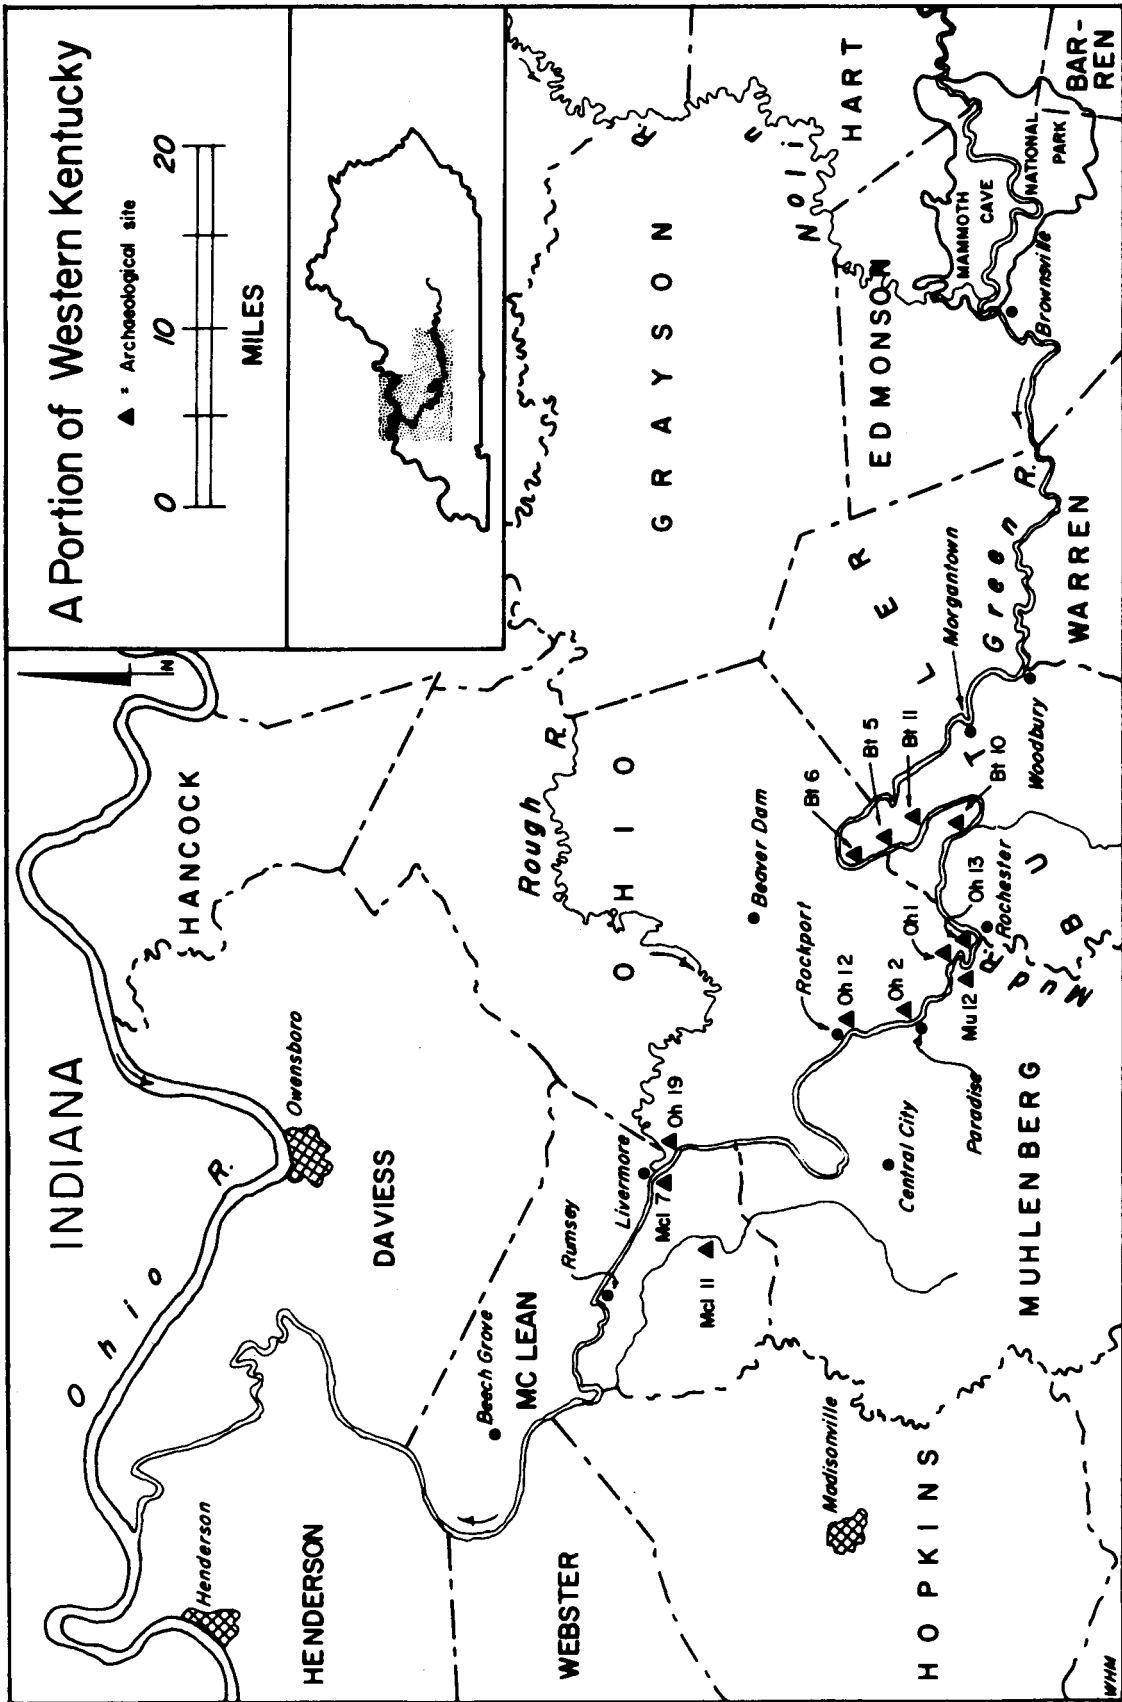 A Portion of Western Kentucky
▲ = Archaeological site
0 10 20
MILES
N
INDIANA
Ohio R.
Henderson
Owensboro
HANCOCK
HENDERSON
DAVIESS
Beech Grove
MC LEAN
WEBSTER
Rumsey
Livermore
Mcl 7
Oh 19
Mcl 11
Rough R.
OHIO
GRAYSON
R.
Nolin
HART
EDMONSON
MAMMOTH
CAVE
NATIONAL
PARK
BAR-
REN
Brownsville
Beaver Dam
Rockport
Oh 12
Oh 2
Oh 1
Oh 13
Bt 6
Bt 5
Bt 11
Bt 10
BUTLER
Morgantown
Green R.
Woodbury
WARREN
Rochester
Mud R.
Mu 12
Paradise
Central City
MUHLENBERG
Madisonville
HOPKINS
WHM